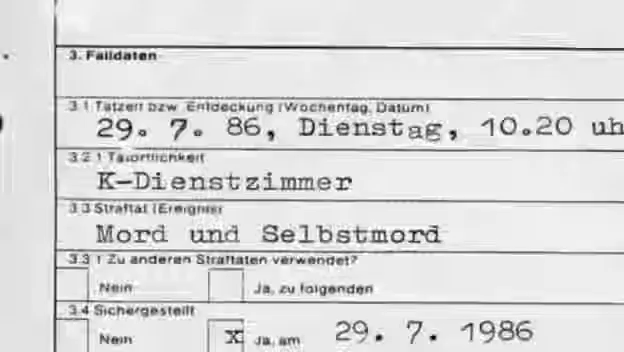 3. Falldaten
3.1 Tatzeit bzw. Entdeckung (Wochentag, Datum)
29. 7. 86, Dienstag, 10.20 uh
3.2.1 Tatörtlichkeit
K-Dienstzimmer
3.3 Straftat (Ereignis)
Mord und Selbstmord
3.3.1 Zu anderen Straftaten verwendet?
Nein Ja, zu folgenden
3.4 Sichergestellt
Nein X Ja, am 29. 7. 1986